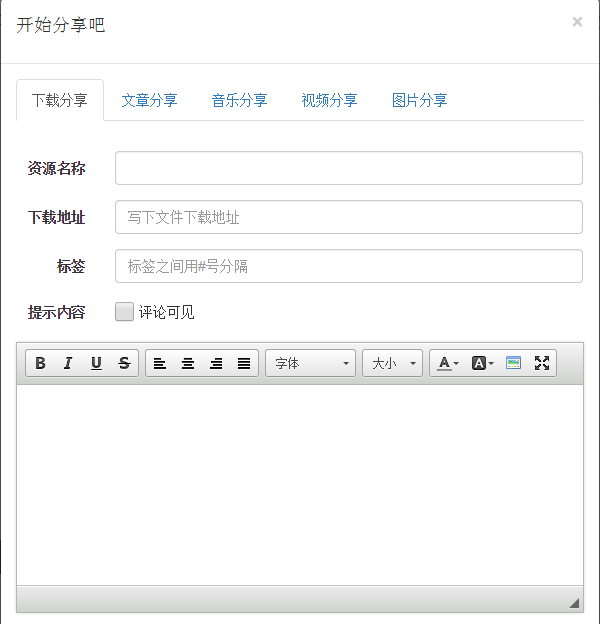 开始分享吧 ×
下载分享 文章分享 音乐分享 视频分享 图片分享
资源名称
下载地址 写下文件下载地址
标签 标签之间用#号分隔
提示内容 评论可见
B I U S 字体 大小 A A